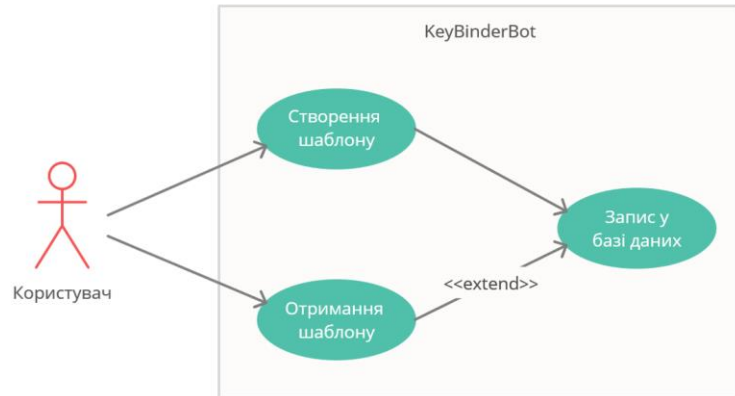 KeyBinderBot
Створення
шаблону
Запис у
базі даних
<<extend>>
Користувач
Отримання
шаблону